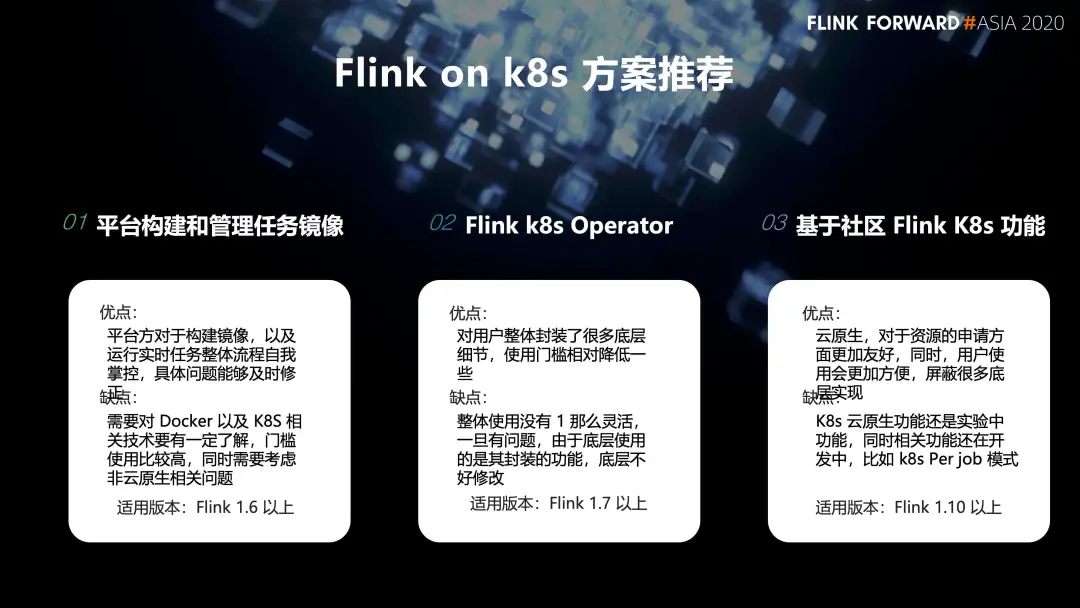 FLINK FORWARD #ASIA 2020
Flink on k8s 方案推荐
01 平台构建和管理任务镜像
优点：
平台方对于构建镜像，以及
运行实时任务整体流程自我
掌控，具体问题能够及时修
正
缺点：
需要对 Docker 以及 K8S 相
关技术要有一定了解，门槛
使用比较高，同时需要考虑
非云原生相关问题
适用版本：Flink 1.6 以上
02 Flink k8s Operator
优点：
对用户整体封装了很多底层
细节，使用门槛相对降低一
些
缺点：
整体使用没有 1 那么灵活，
一旦有问题，由于底层使用
的是其封装的功能，底层不
好修改
适用版本：Flink 1.7 以上
03 基于社区 Flink K8s 功能
优点：
云原生，对于资源的申请方
面更加友好，同时，用户使
用会更加方便，屏蔽很多底
层实现
缺点：
K8s 云原生功能还是实验中
功能，同时相关功能还在开
发中，比如 k8s Per job 模式
适用版本：Flink 1.10 以上